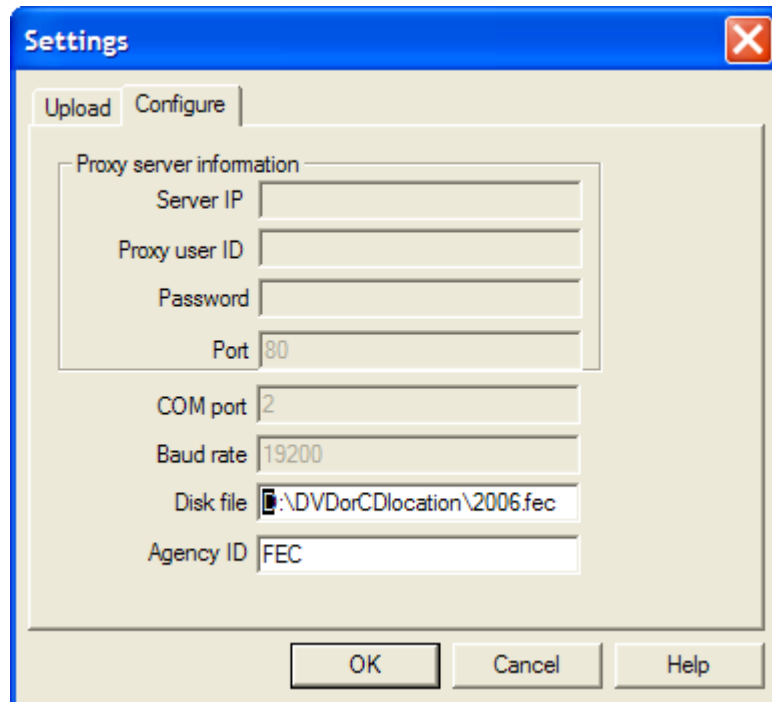 Settings
Upload Configure
Proxy server information
Server IP
Proxy user ID
Password
Port 80
COM port 2
Baud rate 19200
Disk file D:\DVDorCDlocation\2006.fec
Agency ID FEC
OK Cancel Help